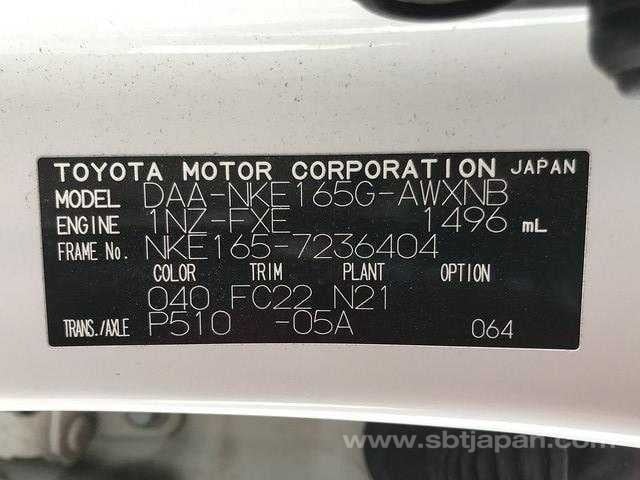 TOYOTA MOTOR CORPORATION JAPAN
MODEL DAA-NKE165G-AWXNB
ENGINE 1NZ-FXE 1496 mL
FRAME No. NKE165-7236404
COLOR TRIM PLANT OPTION
040 FC22 N21
TRANS./AXLE P510 -05A 064
www.sbtjapan.com